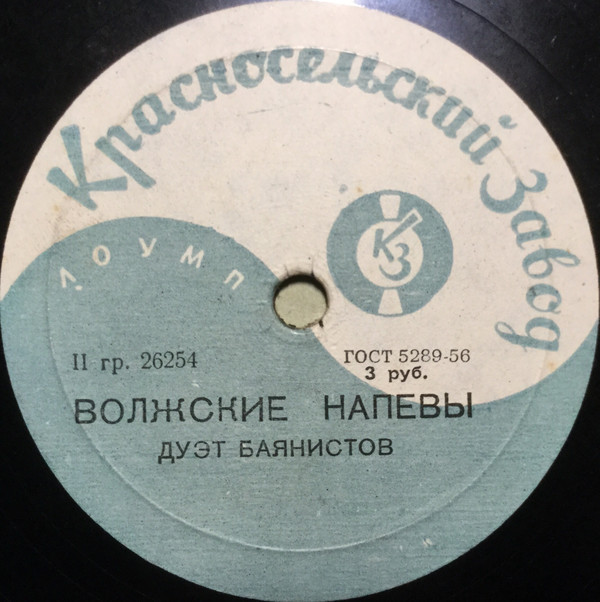 Красносельский Завод
ЛОУМП
КЗ
II гр. 26254
ГОСТ 5289-56
3 руб.
ВОЛЖСКИЕ НАПЕВЫ
ДУЭТ БАЯНИСТОВ